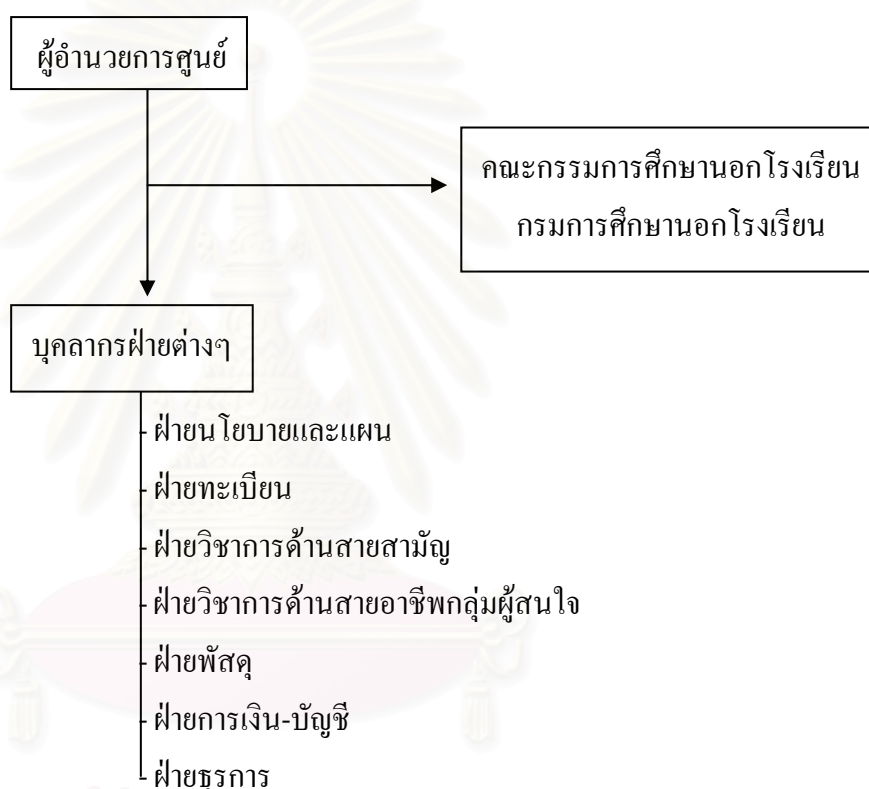 ผู้อำนวยการศูนย์
คณะกรรมการศึกษานอกโรงเรียน
กรมการศึกษานอกโรงเรียน
บุคลากรฝ่ายต่างๆ
- ฝ่ายนโยบายและแผน
- ฝ่ายทะเบียน
- ฝ่ายวิชาการด้านสายสามัญ
- ฝ่ายวิชาการด้านสายอาชีพกลุ่มผู้สนใจ
- ฝ่ายพัสดุ
- ฝ่ายการเงิน-บัญชี
- ฝ่ายธุรการ